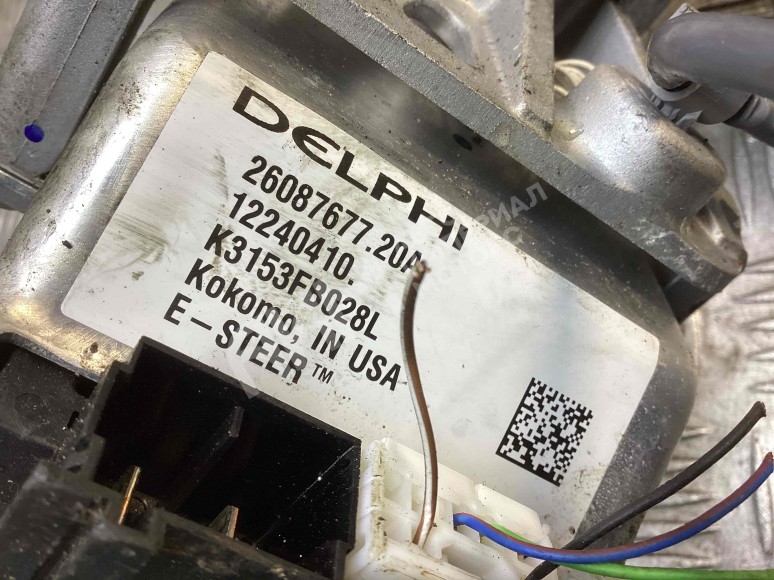 DELPHI
26087677.20A
12240410.
K3153FB028L
Kokomo, IN USA
E-STEER™